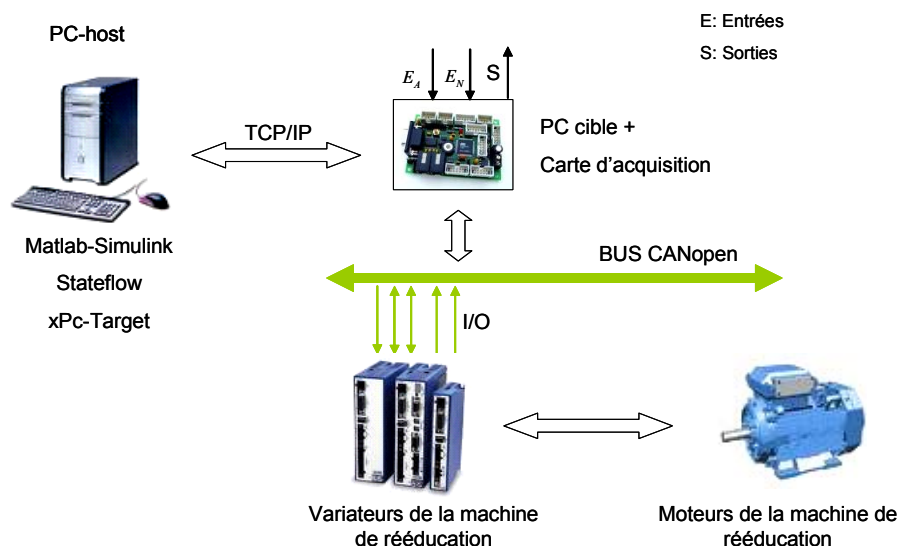 PC-host
E: Entrées
S: Sorties
E_A E_N S
TCP/IP
PC cible +
Carte d'acquisition
Matlab-Simulink
Stateflow
xPc-Target
BUS CANopen
I/O
Variateurs de la machine
de rééducation
Moteurs de la machine de
rééducation